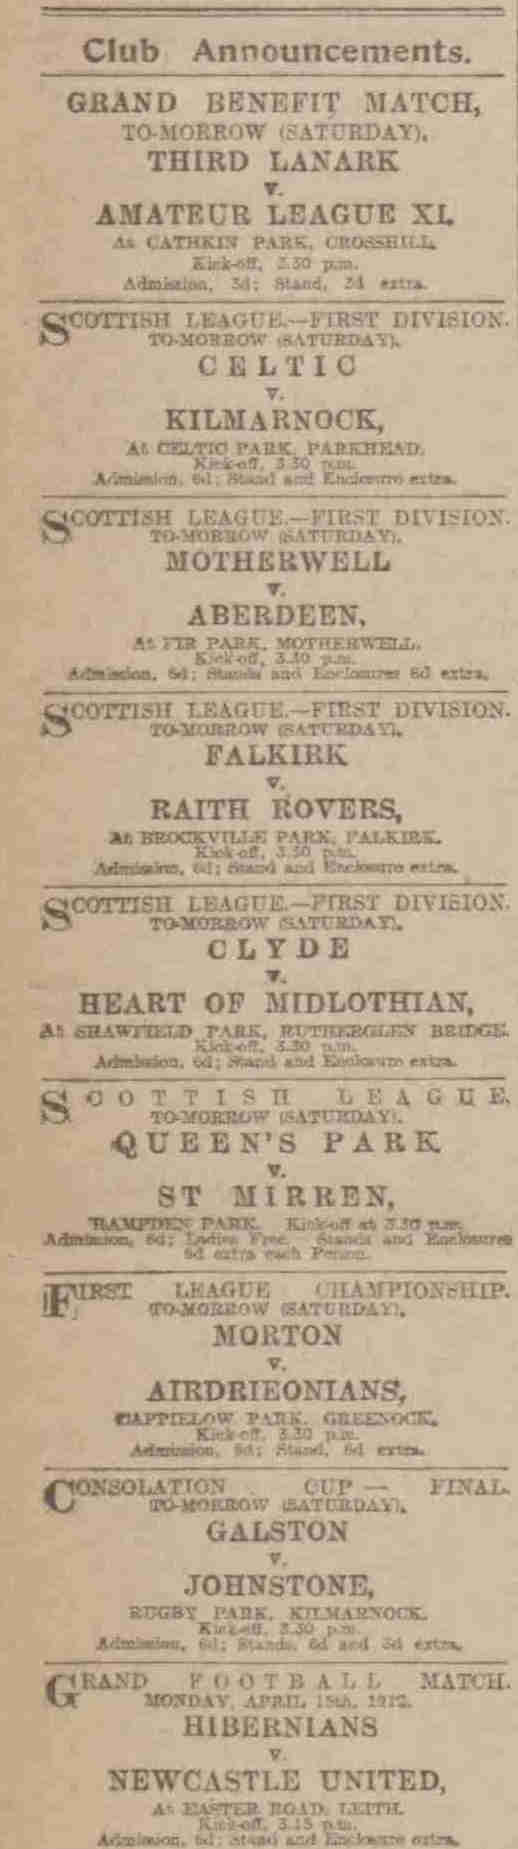 Club Announcements.
GRAND BENEFIT MATCH,
TO-MORROW (SATURDAY),
THIRD LANARK
v.
AMATEUR LEAGUE XI.
At CATHKIN PARK, CROSSHILL.
Kick-off, 3.30 p.m.
Admission, 3d; Stand, 3d extra.
SCOTTISH LEAGUE.—FIRST DIVISION.
TO-MORROW (SATURDAY),
CELTIC
v.
KILMARNOCK,
At CELTIC PARK, PARKHEAD.
Kick-off, 3.30 p.m.
Admission, 6d; Stand and Enclosure extra.
SCOTTISH LEAGUE.—FIRST DIVISION.
TO-MORROW (SATURDAY),
MOTHERWELL
v.
ABERDEEN,
At FIR PARK, MOTHERWELL.
Kick-off, 3.30 p.m.
Admission, 6d; Stands and Enclosures 6d extra.
SCOTTISH LEAGUE.—FIRST DIVISION.
TO-MORROW (SATURDAY),
FALKIRK
v.
RAITH ROVERS,
At BROCKVILLE PARK, FALKIRK.
Kick-off, 3.30 p.m.
Admission, 6d; Stand and Enclosure extra.
SCOTTISH LEAGUE.—FIRST DIVISION.
TO-MORROW (SATURDAY),
CLYDE
v.
HEART OF MIDLOTHIAN,
At SHAWFIELD PARK, RUTHERGLEN BRIDGE.
Kick-off, 3.30 p.m.
Admission, 6d; Stand and Enclosure extra.
SCOTTISH LEAGUE.
TO-MORROW (SATURDAY),
QUEEN'S PARK
v.
ST MIRREN,
HAMPDEN PARK. Kick-off at 3.30 p.m.
Admission, 6d; Ladies Free. Stands and Enclosures
6d extra each Person.
FIRST LEAGUE CHAMPIONSHIP.
TO-MORROW (SATURDAY),
MORTON
v.
AIRDRIEONIANS,
CAPPIELOW PARK, GREENOCK.
Kick-off, 3.30 p.m.
Admission, 6d; Stand, 6d extra.
CONSOLATION CUP — FINAL.
TO-MORROW (SATURDAY),
GALSTON
v.
JOHNSTONE,
RUGBY PARK, KILMARNOCK.
Kick-off, 3.30 p.m.
Admission, 6d; Stands, 6d and 3d extra.
GRAND FOOTBALL MATCH.
MONDAY, APRIL 15th, 1912.
HIBERNIANS
v.
NEWCASTLE UNITED,
At EASTER ROAD, LEITH.
Kick-off, 3.15 p.m.
Admission, 6d; Stand and Enclosure extra.